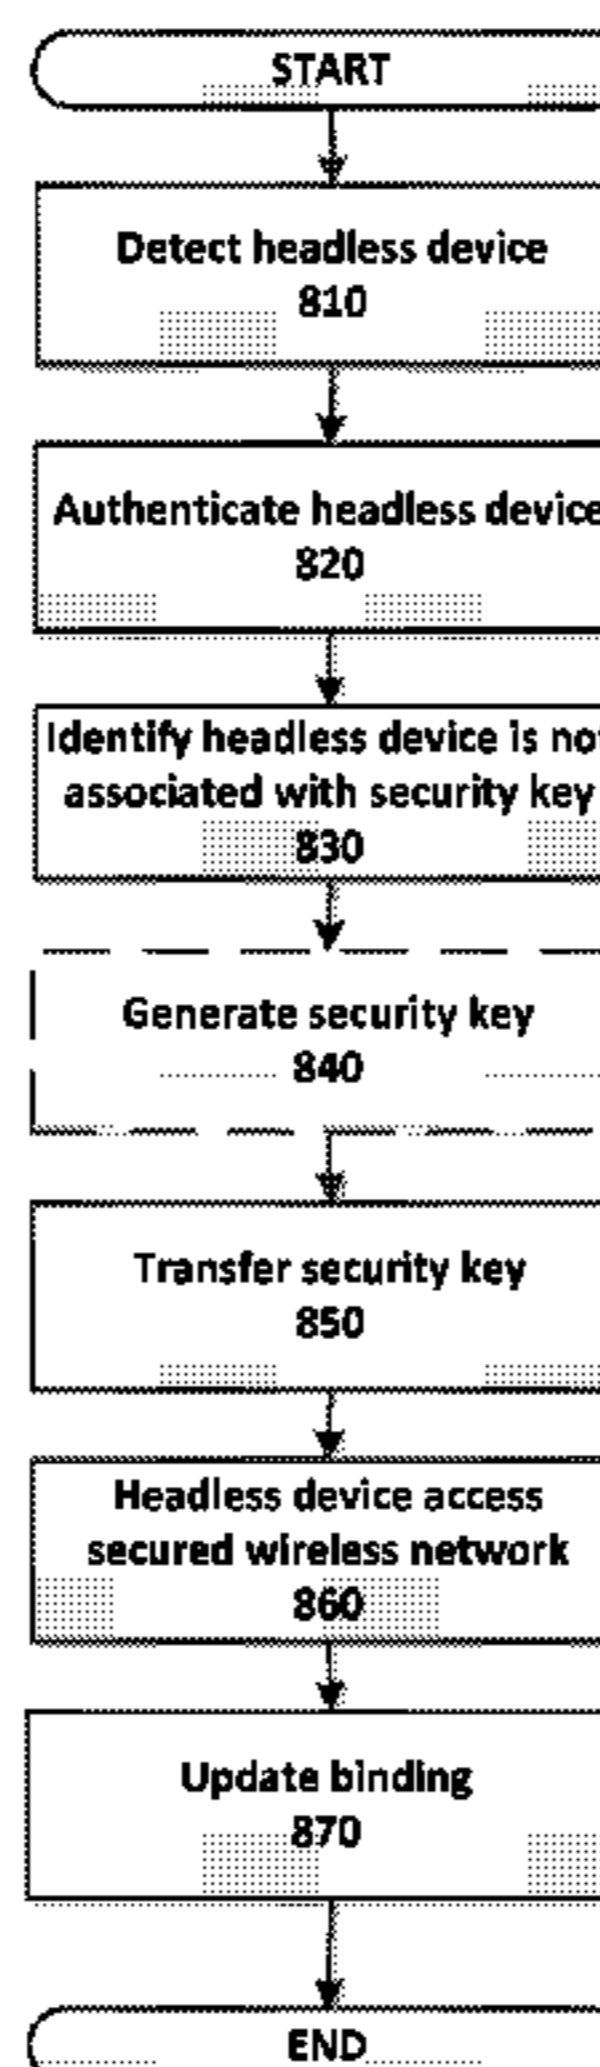 START
Detect headless device
810
Authenticate headless device
820
Identify headless device is not
associated with security key
830
Generate security key
840
Transfer security key
850
Headless device access
secured wireless network
860
Update binding
870
END